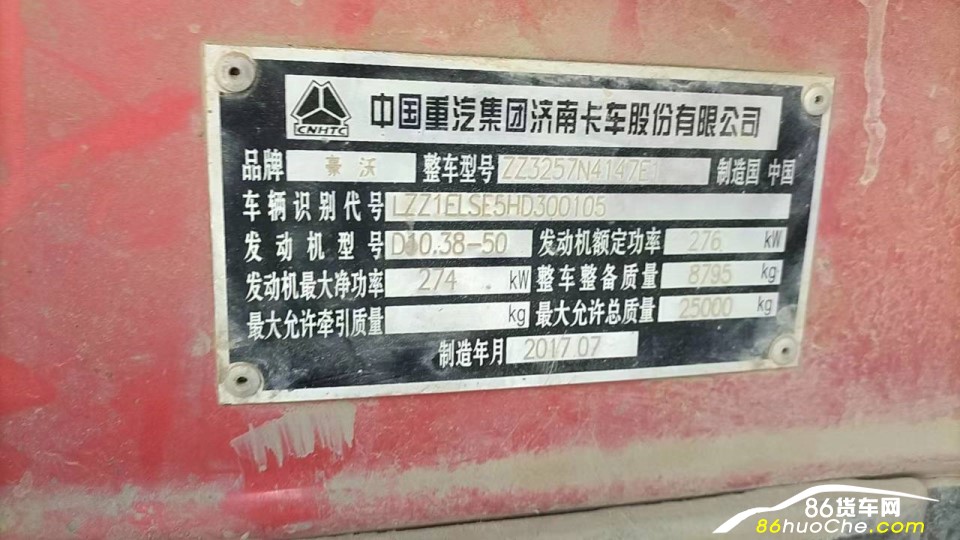 CNHTC 中国重汽集团济南卡车股份有限公司
品牌 豪沃 整车型号 ZZ3257N4147E1 制造国 中国
车辆识别代号 LZZ1ELSE5HD300105
发动机型号 D10.38-50 发动机额定功率 276 kW
发动机最大净功率 274 kW 整车整备质量 8795 kg
最大允许牵引质量 kg 最大允许总质量 25000 kg
制造年月 2017.07
86货车网
86huoChe.com